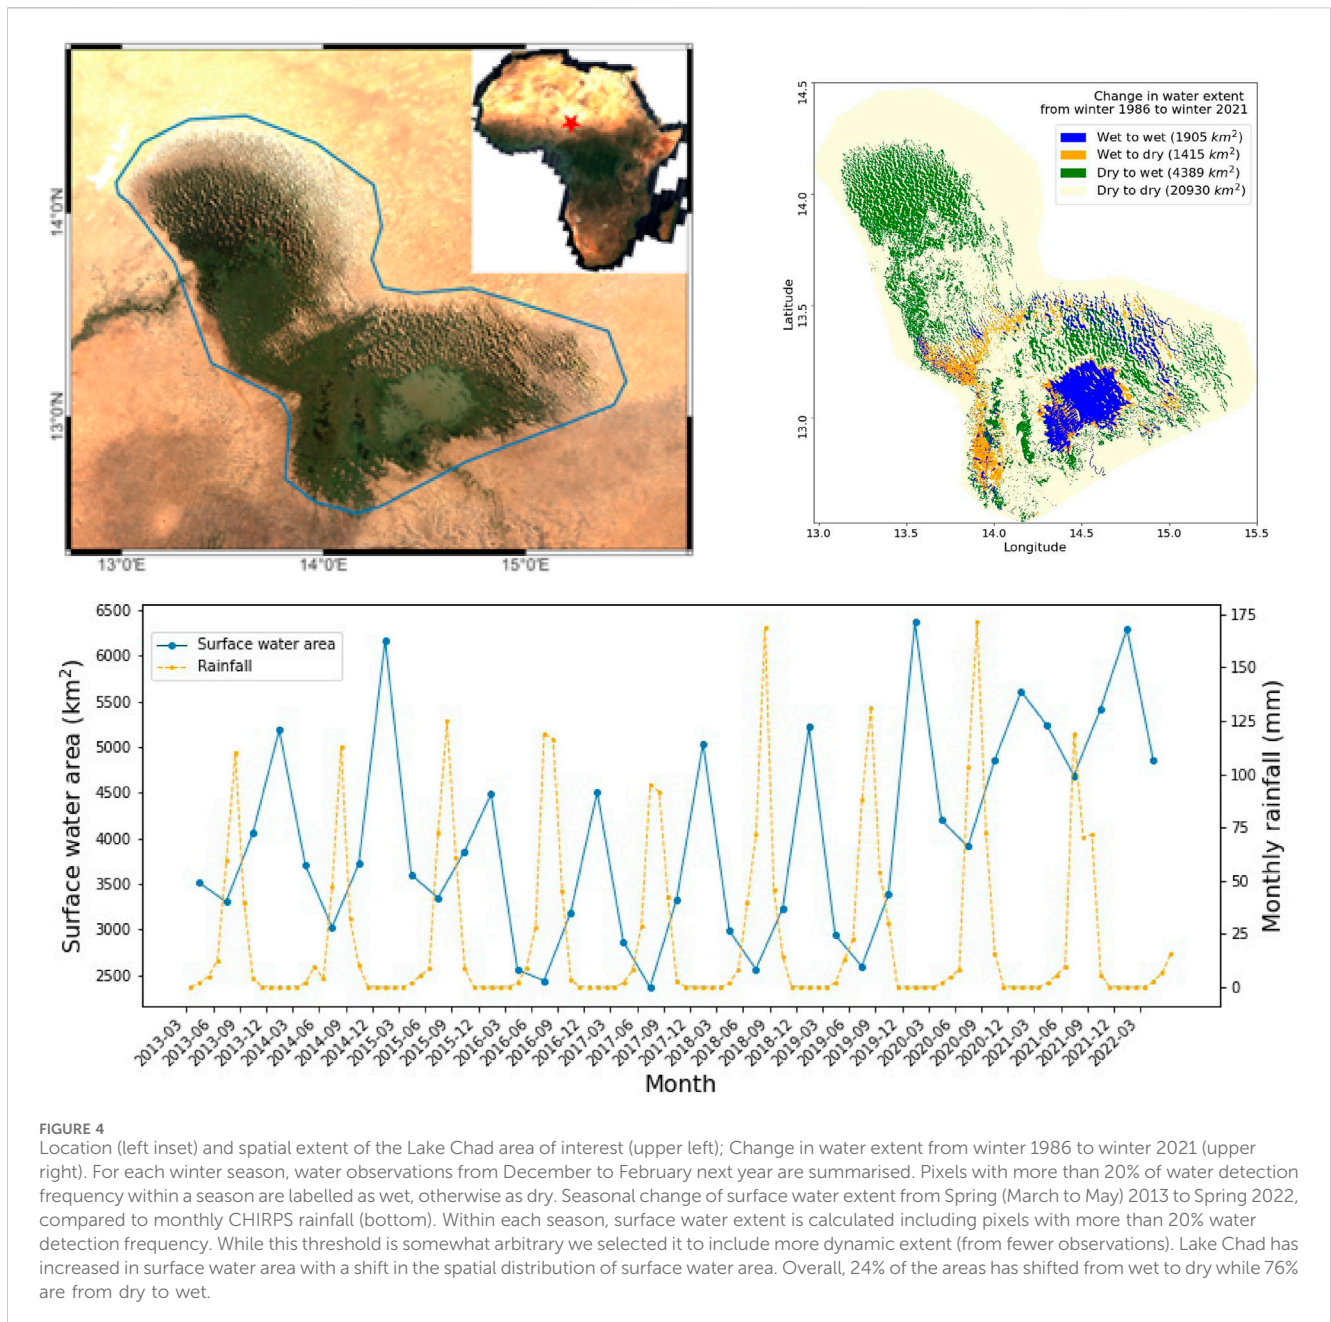 14°0'N
13°0'N
13°0'E
14°0'E
15°0'E
Change in water extent
from winter 1986 to winter 2021
Wet to wet (1905 km²)
Wet to dry (1415 km²)
Dry to wet (4389 km²)
Dry to dry (20930 km²)
14.5
14.0
13.5
13.0
Latitude
13.0
13.5
14.0
14.5
15.0
15.5
Longitude
Surface water area
Rainfall
6500
6000
5500
5000
4500
4000
3500
3000
2500
Surface water area (km²)
175
150
125
100
75
50
25
0
Monthly rainfall (mm)
2013-03
2013-06
2013-09
2013-12
2014-03
2014-06
2014-09
2014-12
2015-03
2015-06
2015-09
2015-12
2016-03
2016-06
2016-09
2016-12
2017-03
2017-06
2017-09
2017-12
2018-03
2018-06
2018-09
2018-12
2019-03
2019-06
2019-09
2019-12
2020-03
2020-06
2020-09
2020-12
2021-03
2021-06
2021-09
2021-12
2022-03
Month
FIGURE 4
Location (left inset) and spatial extent of the Lake Chad area of interest (upper left); Change in water extent from winter 1986 to winter 2021 (upper
right). For each winter season, water observations from December to February next year are summarised. Pixels with more than 20% of water detection
frequency within a season are labelled as wet, otherwise as dry. Seasonal change of surface water extent from Spring (March to May) 2013 to Spring 2022,
compared to monthly CHIRPS rainfall (bottom). Within each season, surface water extent is calculated including pixels with more than 20% water
detection frequency. While this threshold is somewhat arbitrary we selected it to include more dynamic extent (from fewer observations). Lake Chad has
increased in surface water area with a shift in the spatial distribution of surface water area. Overall, 24% of the areas has shifted from wet to dry while 76%
are from dry to wet.